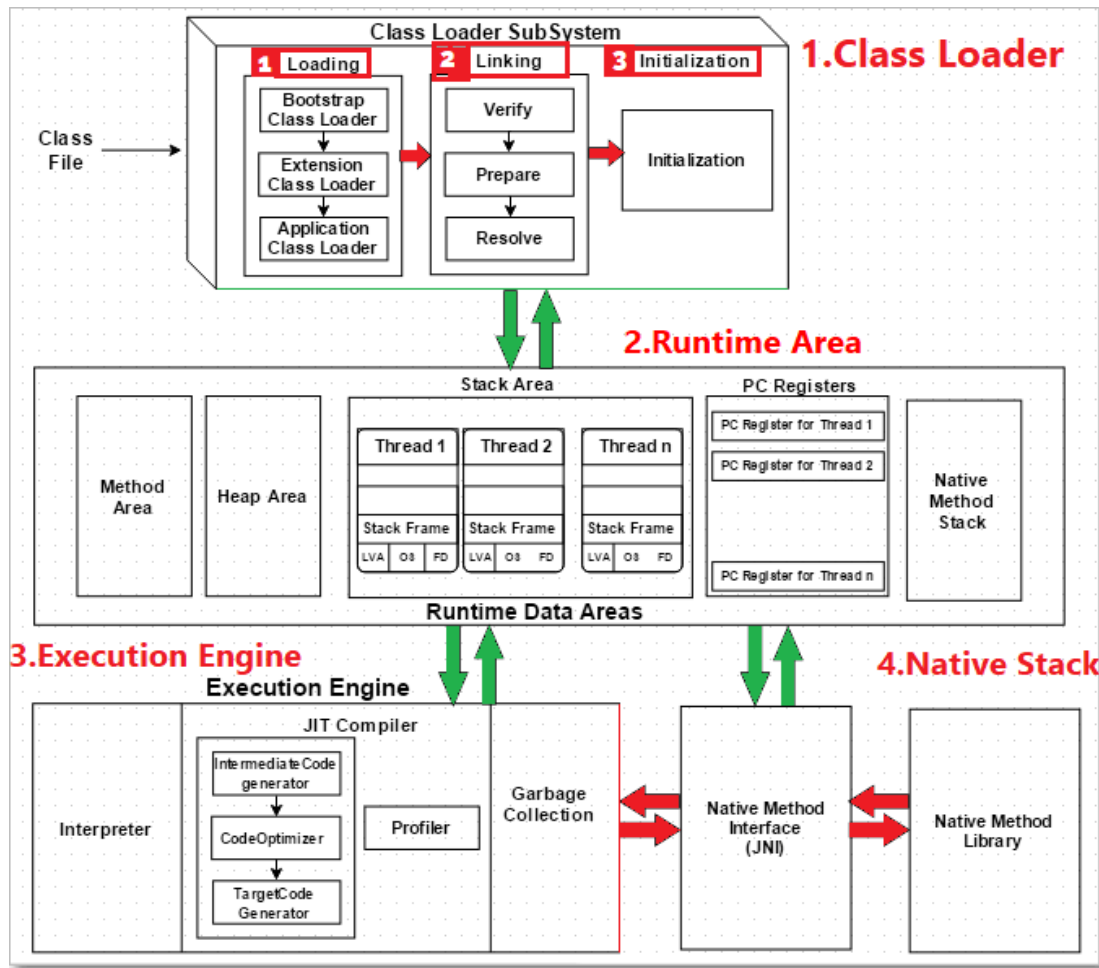 Class Loader SubSystem
1.Class Loader
1 Loading
2 Linking
3 Initialization
Bootstrap
Class Loader
Extension
Class Loader
Application
Class Loader
Verify
Prepare
Resolve
Initialization
Class
File
2.Runtime Area
Stack Area
PC Registers
Method
Area
Heap Area
Thread 1
Thread 2
Thread n
Stack Frame
Stack Frame
Stack Frame
LVA OS FD
LVA OS FD
LVA OS FD
PC Register for Thread 1
PC Register for Thread 2
PC Register for Thread n
Native
Method
Stack
Runtime Data Areas
3.Execution Engine
4.Native Stack
Execution Engine
JIT Compiler
Interpreter
IntermediateCode
generator
CodeOptimizer
TargetCode
Generator
Profiler
Garbage
Collection
Native Method
Interface
(JNI)
Native Method
Library